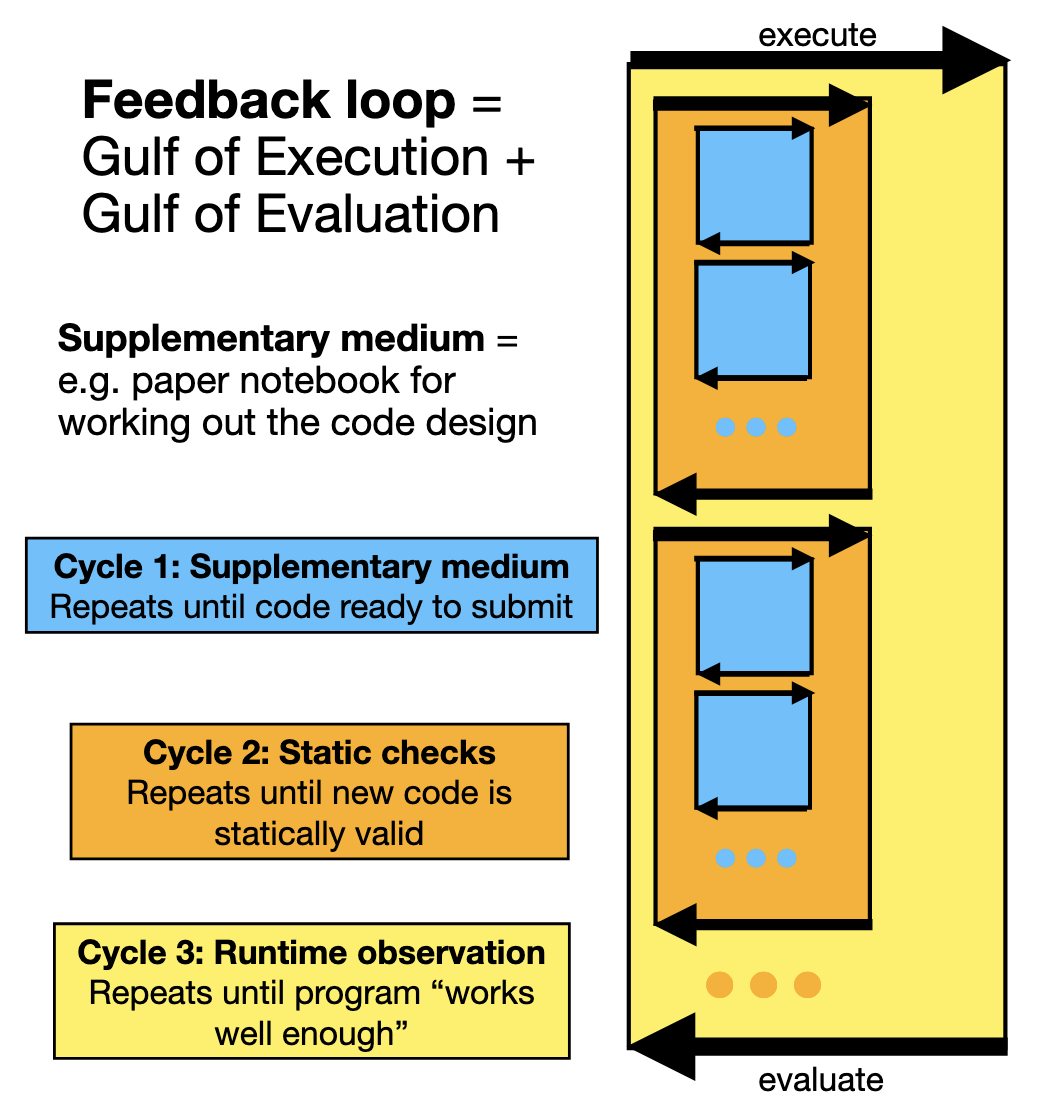 execute
Feedback loop =
Gulf of Execution +
Gulf of Evaluation
Supplementary medium =
e.g. paper notebook for
working out the code design
Cycle 1: Supplementary medium
Repeats until code ready to submit
Cycle 2: Static checks
Repeats until new code is
statically valid
Cycle 3: Runtime observation
Repeats until program “works
well enough”
evaluate